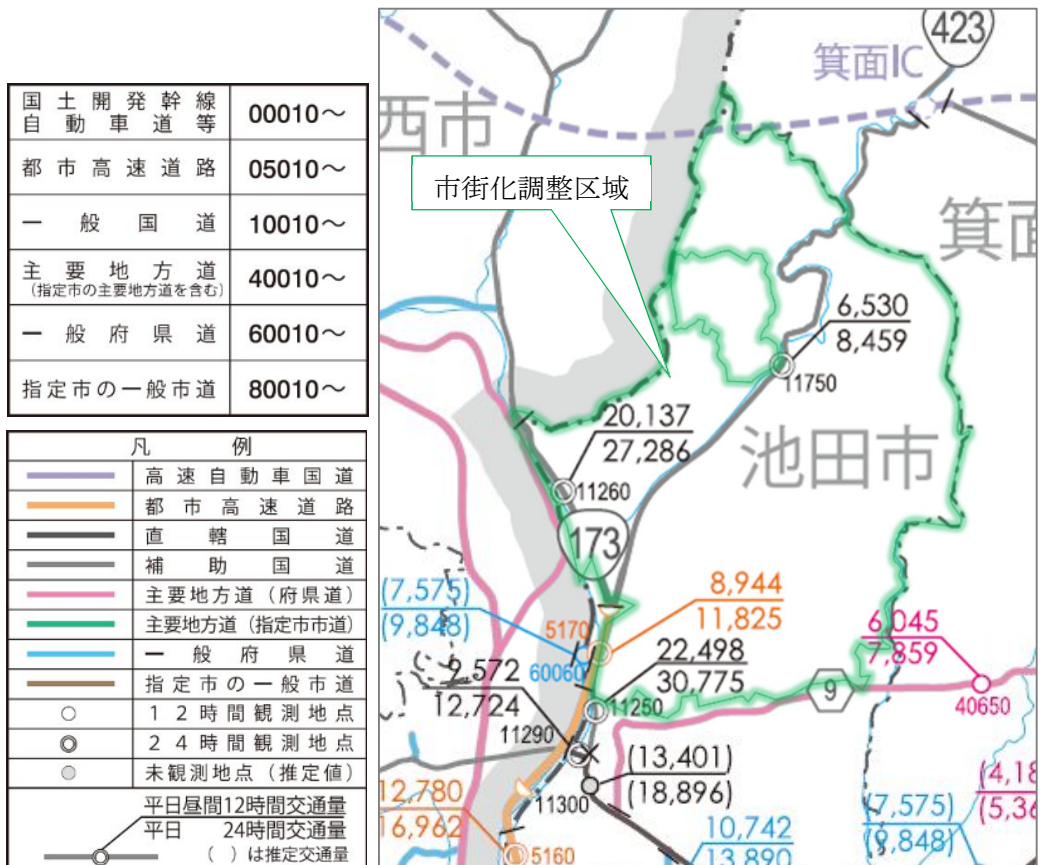 国土開発幹線
自動車道等
00010～
都市高速道路
05010～
一般国道
10010～
主要地方道
(指定市の主要地方道を含む)
40010～
一般府県道
60010～
指定市の一般市道
80010～
凡例
高速自動車国道
都市高速道路
直轄国道
補助国道
主要地方道（府県道）
主要地方道（指定市市道）
一般府県道
指定市の一般市道
12時間観測地点
24時間観測地点
未観測地点（推定値）
平日昼間12時間交通量
平日 24時間交通量
( )は推定交通量
423
箕面IC
西市
市街化調整区域
箕面
6,530
8,459
11750
20,137
27,286
11260
池田市
173
(7,575)
(9,848)
8,944
11,825
5170
60060
6,045
7,859
9
40650
22,498
30,775
11250
9,572
12,724
11290
(13,401)
(18,896)
11300
12,780
16,962
5160
10,742
13,890
(7,575)
(9,848)
(4,18
(5,36